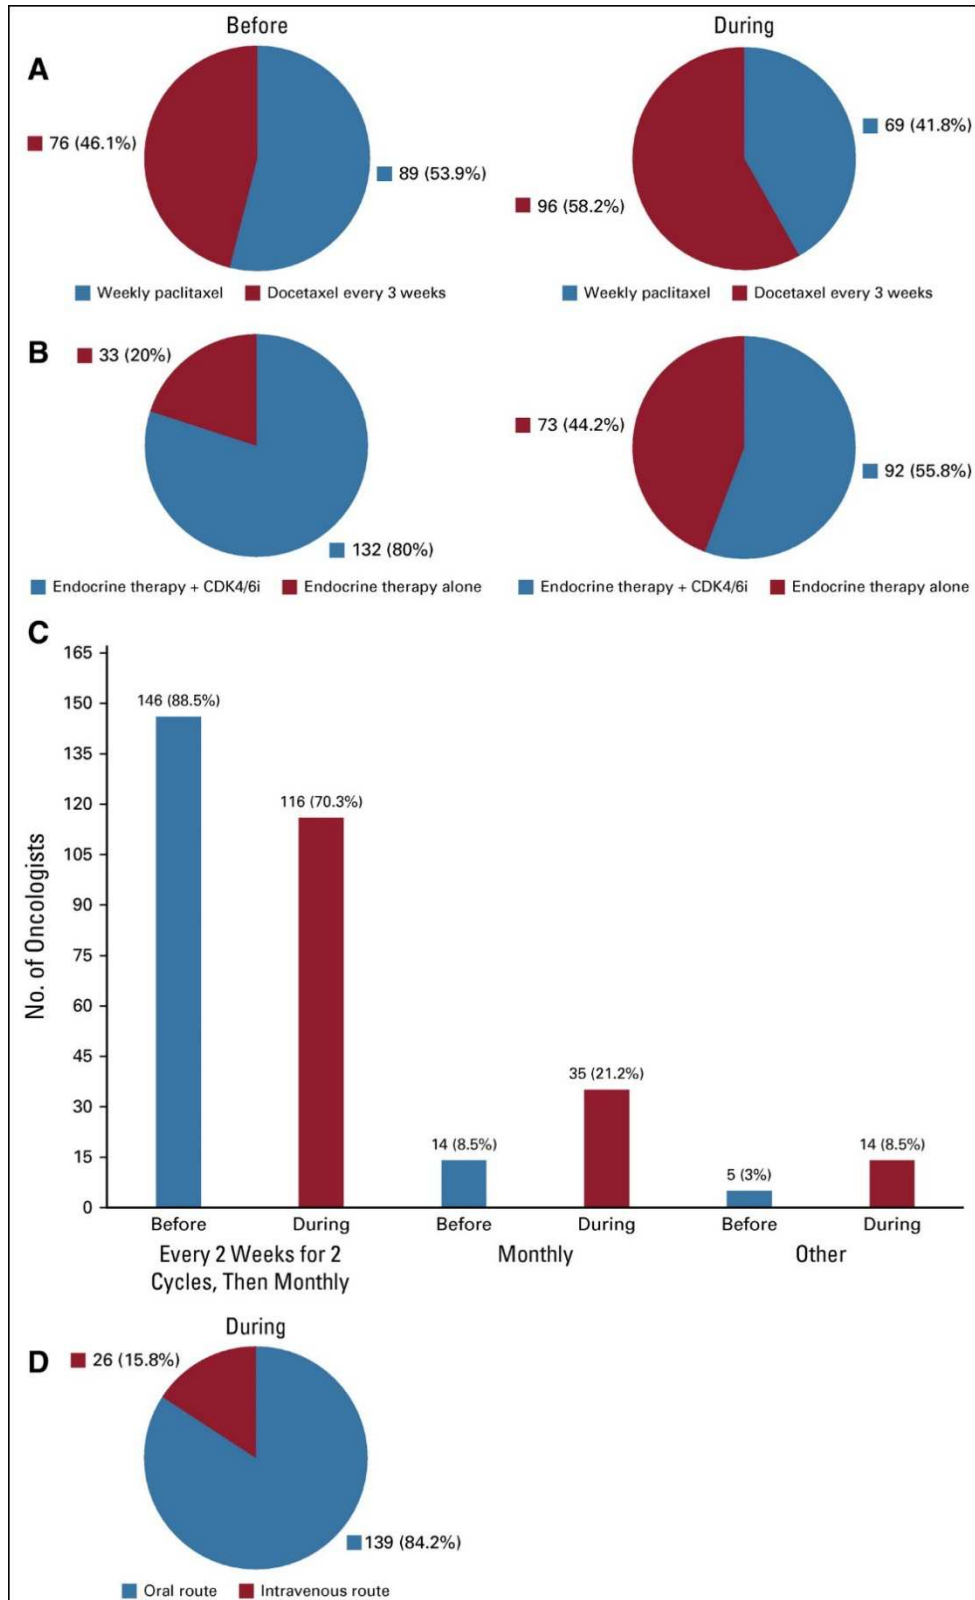 Before
During
A
76 (46.1%)
89 (53.9%)
69 (41.8%)
96 (58.2%)
Weekly paclitaxel
Docetaxel every 3 weeks
Weekly paclitaxel
Docetaxel every 3 weeks
B
33 (20%)
132 (80%)
73 (44.2%)
92 (55.8%)
Endocrine therapy + CDK4/6i
Endocrine therapy alone
Endocrine therapy + CDK4/6i
Endocrine therapy alone
C
No. of Oncologists
165
150
135
120
105
90
75
60
45
30
15
0
146 (88.5%)
116 (70.3%)
14 (8.5%)
35 (21.2%)
5 (3%)
14 (8.5%)
Before
During
Before
During
Before
During
Every 2 Weeks for 2
Cycles, Then Monthly
Monthly
Other
During
D
26 (15.8%)
139 (84.2%)
Oral route
Intravenous route